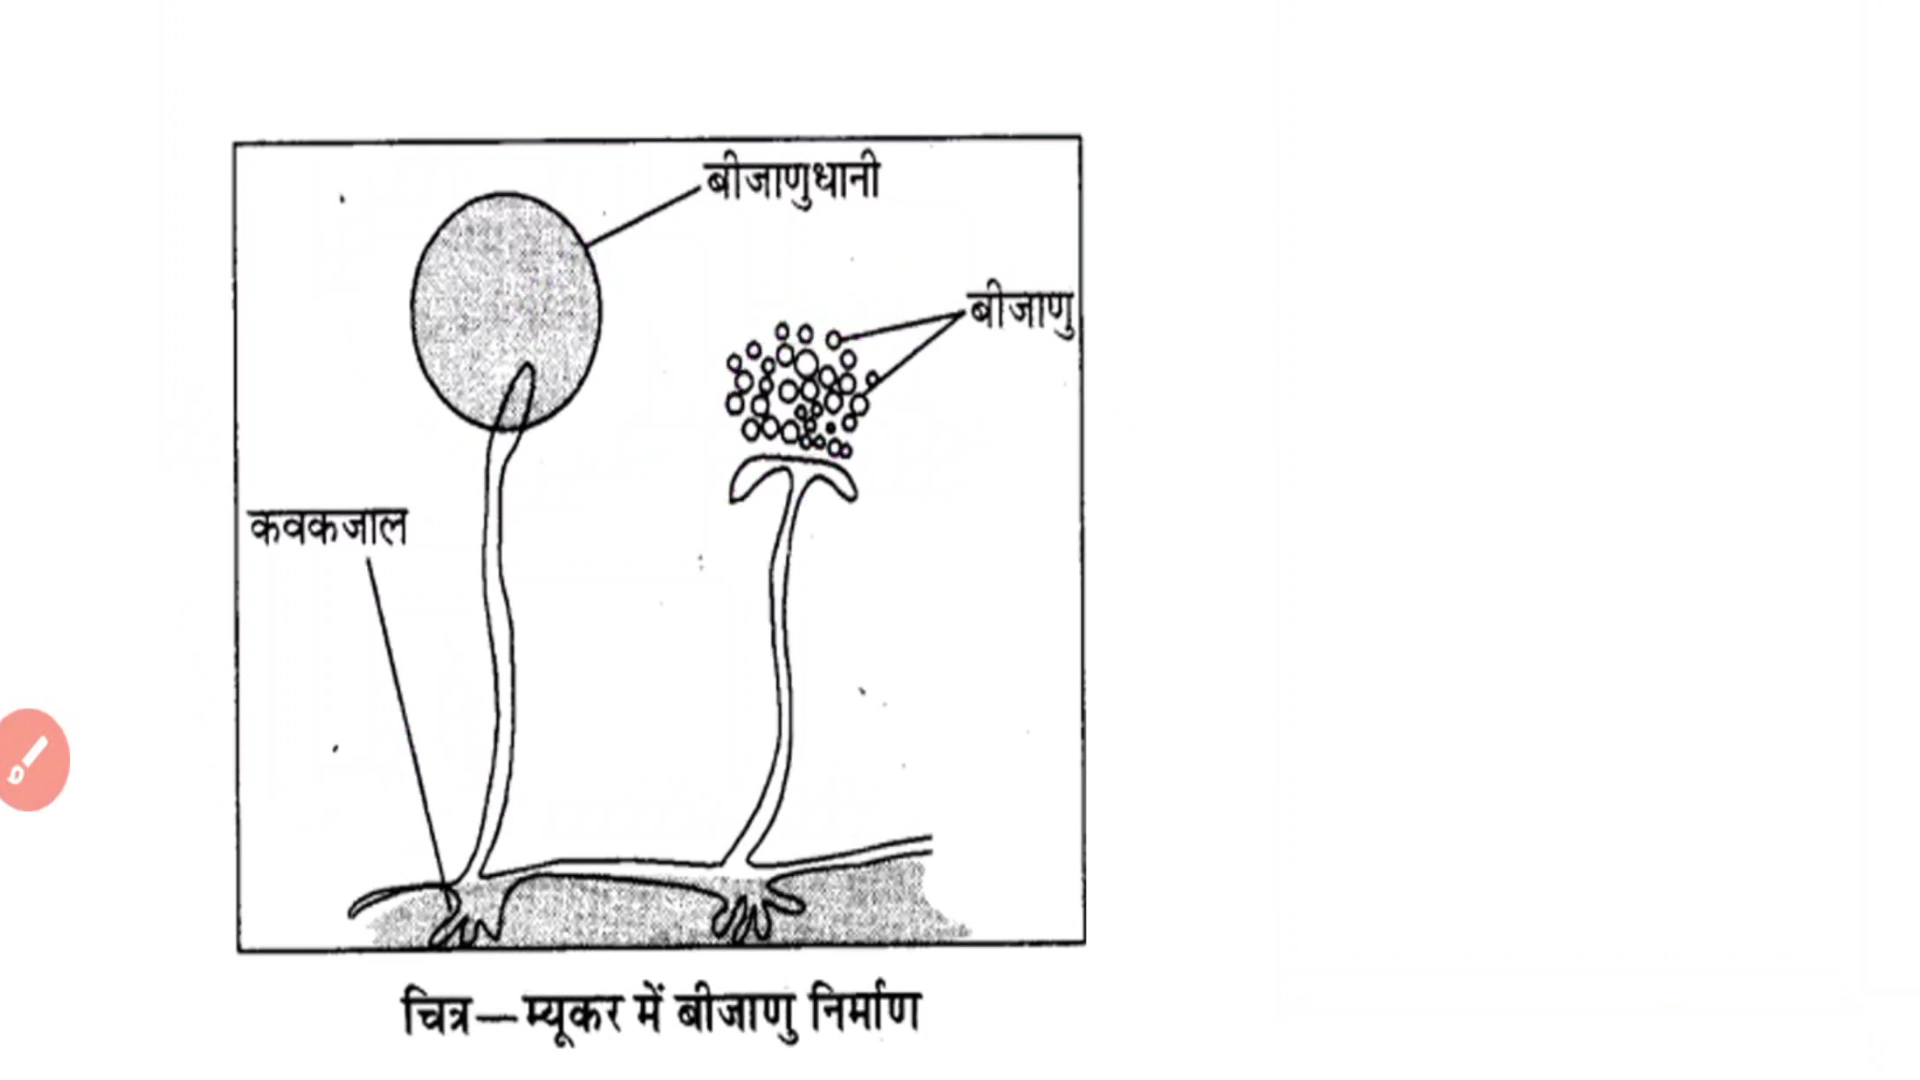 बीजाणुधानी
बीजाणु
कवकजाल
चित्र—म्यूकर में बीजाणु निर्माण